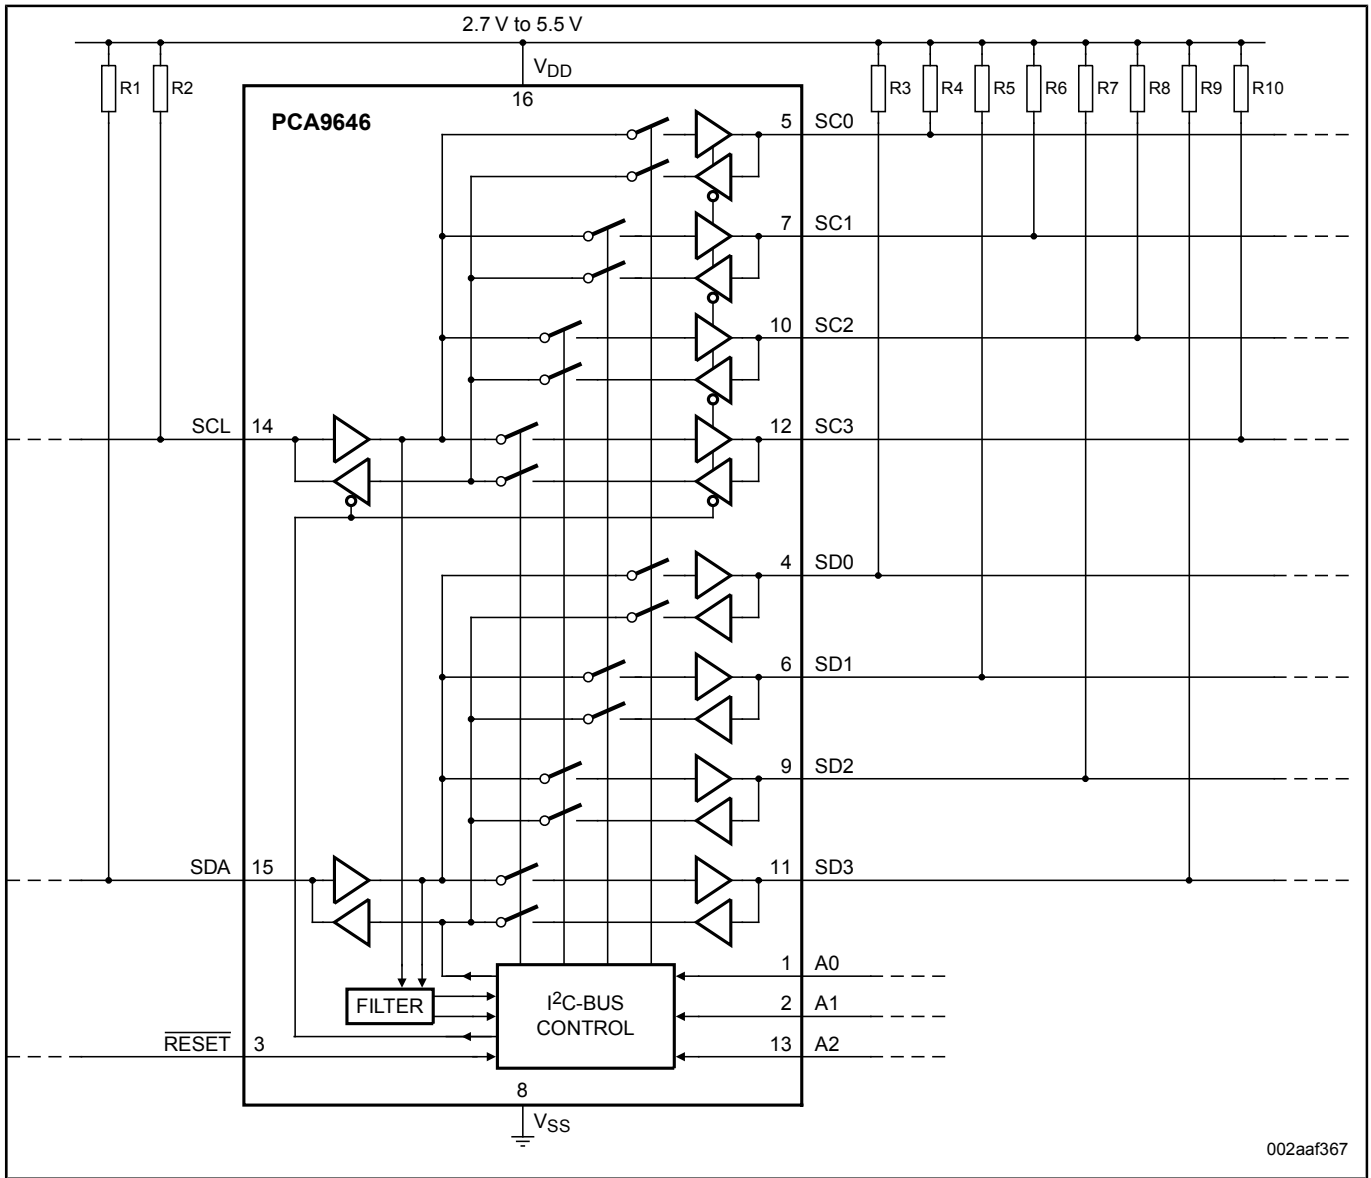 2.7 V to 5.5 V
R1
R2
VDD
R3
R4
R5
R6
R7
R8
R9
R10
16
PCA9646
5
SC0
7
SC1
10
SC2
SCL
14
12
SC3
4
SD0
6
SD1
9
SD2
SDA
15
11
SD3
1
A0
FILTER
I2C-BUS
CONTROL
2
A1
RESET
3
13
A2
8
VSS
002aaf367